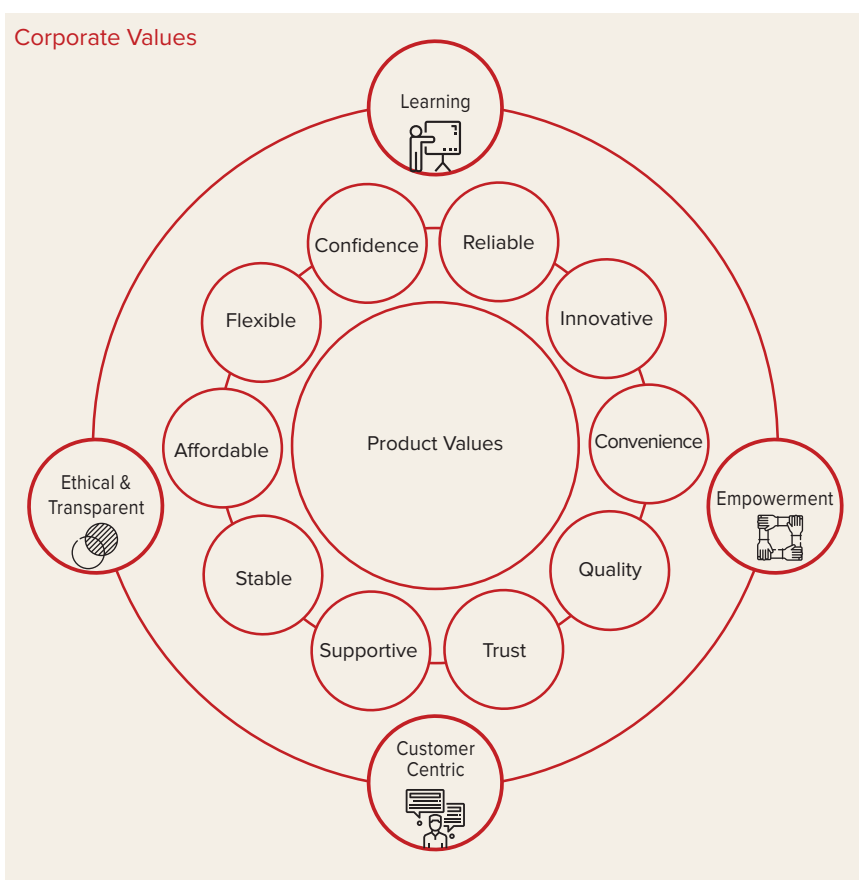 Corporate Values
Learning
Confidence
Reliable
Flexible
Innovative
Affordable
Product Values
Convenience
Ethical &
Transparent
Empowerment
Stable
Quality
Supportive
Trust
Customer
Centric